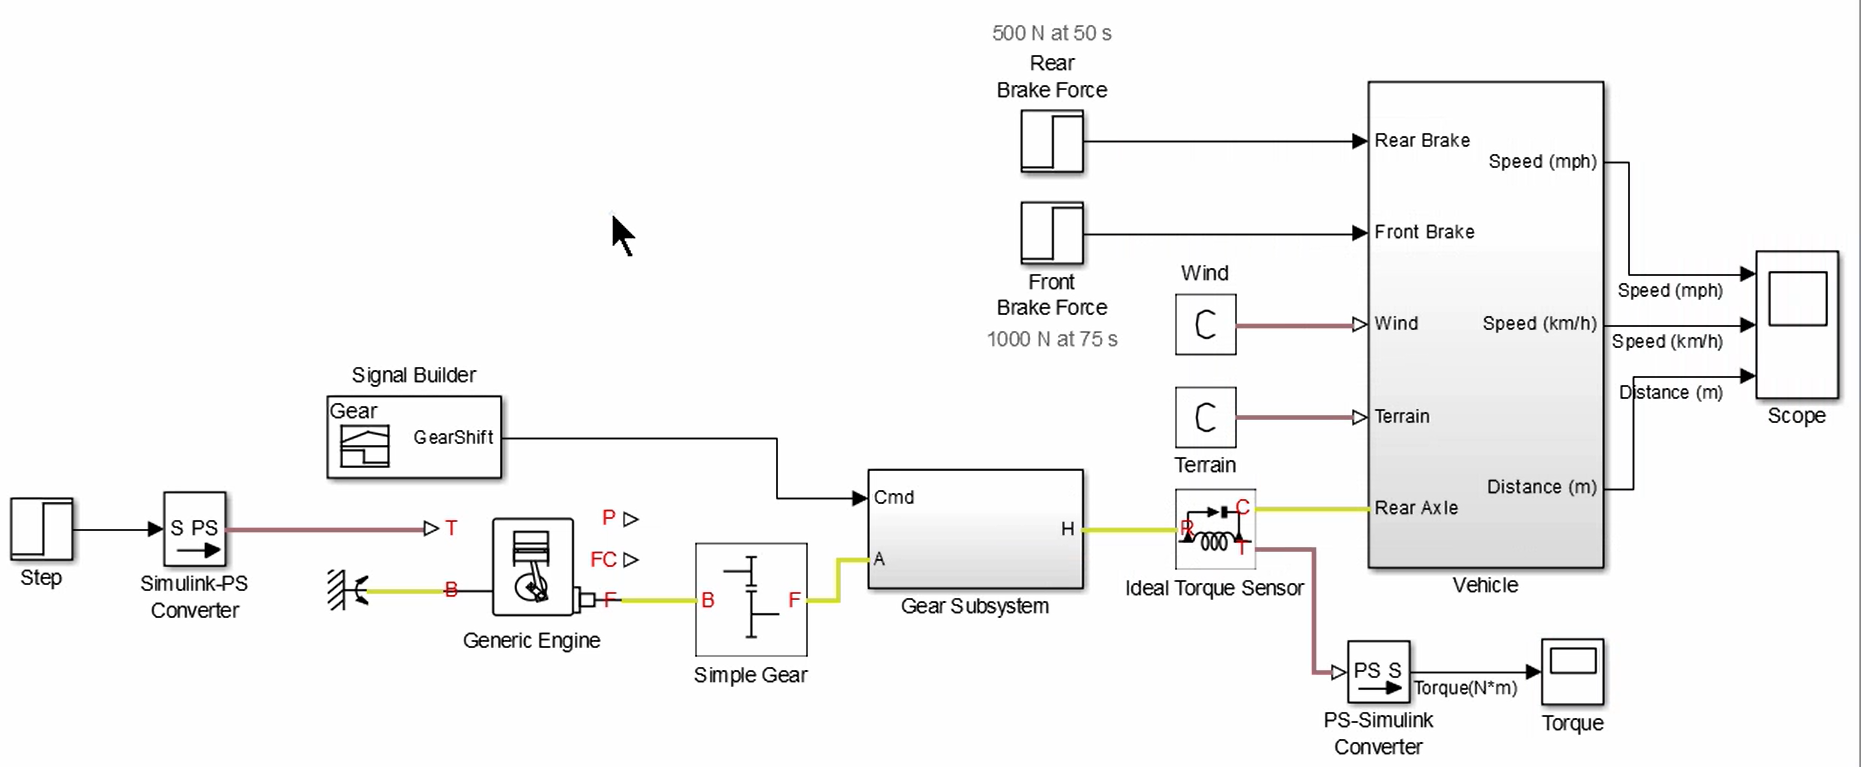 500 N at 50 s
Rear
Brake Force
Rear Brake
Speed (mph)
Front Brake
Front
Brake Force
1000 N at 75 s
Wind
C
Wind
Speed (km/h)
Speed (mph)
Speed (km/h)
Distance (m)
Scope
C
Terrain
Terrain
Distance (m)
Rear Axle
Vehicle
Signal Builder
Gear
GearShift
Step
S PS
Simulink-PS
Converter
T
B
P
FC
F
Generic Engine
B
F
Simple Gear
Cmd
H
A
Gear Subsystem
R
C
T
Ideal Torque Sensor
PS S
PS-Simulink
Converter
Torque(N*m)
Torque